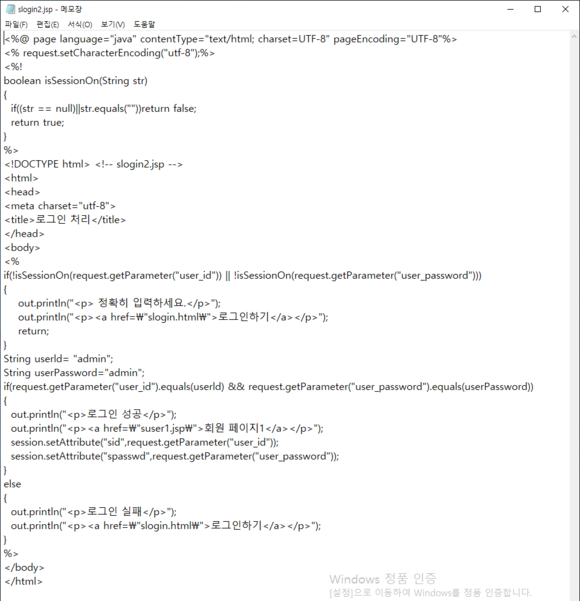 slogin2.jsp - 메모장
파일(F) 편집(E) 서식(O) 보기(V) 도움말
<%@ page language="java" contentType="text/html; charset=UTF-8" pageEncoding="UTF-8"%>
<% request.setCharacterEncoding("utf-8");%>
<%!
boolean isSessionOn(String str)
{
  if((str == null)||str.equals(""))return false;
  return true;
}
%>
<!DOCTYPE html> <!-- slogin2.jsp -->
<html>
<head>
<meta charset="utf-8">
<title>로그인 처리</title>
</head>
<body>
<%
if(!isSessionOn(request.getParameter("user_id")) || !isSessionOn(request.getParameter("user_password")))
{
    out.println("<p> 정확히 입력하세요.</p>");
    out.println("<p><a href=₩"slogin.html₩">로그인하기</a></p>");
    return;
}
String userId= "admin";
String userPassword="admin";
if(request.getParameter("user_id").equals(userId) && request.getParameter("user_password").equals(userPassword))
{
  out.println("<p>로그인 성공</p>");
  out.println("<p><a href=₩"suser1.jsp₩">회원 페이지1</a></p>");
  session.setAttribute("sid",request.getParameter("user_id"));
  session.setAttribute("spasswd",request.getParameter("user_password"));
}
else
{
  out.println("<p>로그인 실패</p>");
  out.println("<p><a href=₩"slogin.html₩">로그인하기</a></p>");
}
%>
</body>
</html>
Windows 정품 인증
[설정]으로 이동하여 Windows를 정품 인증합니다.